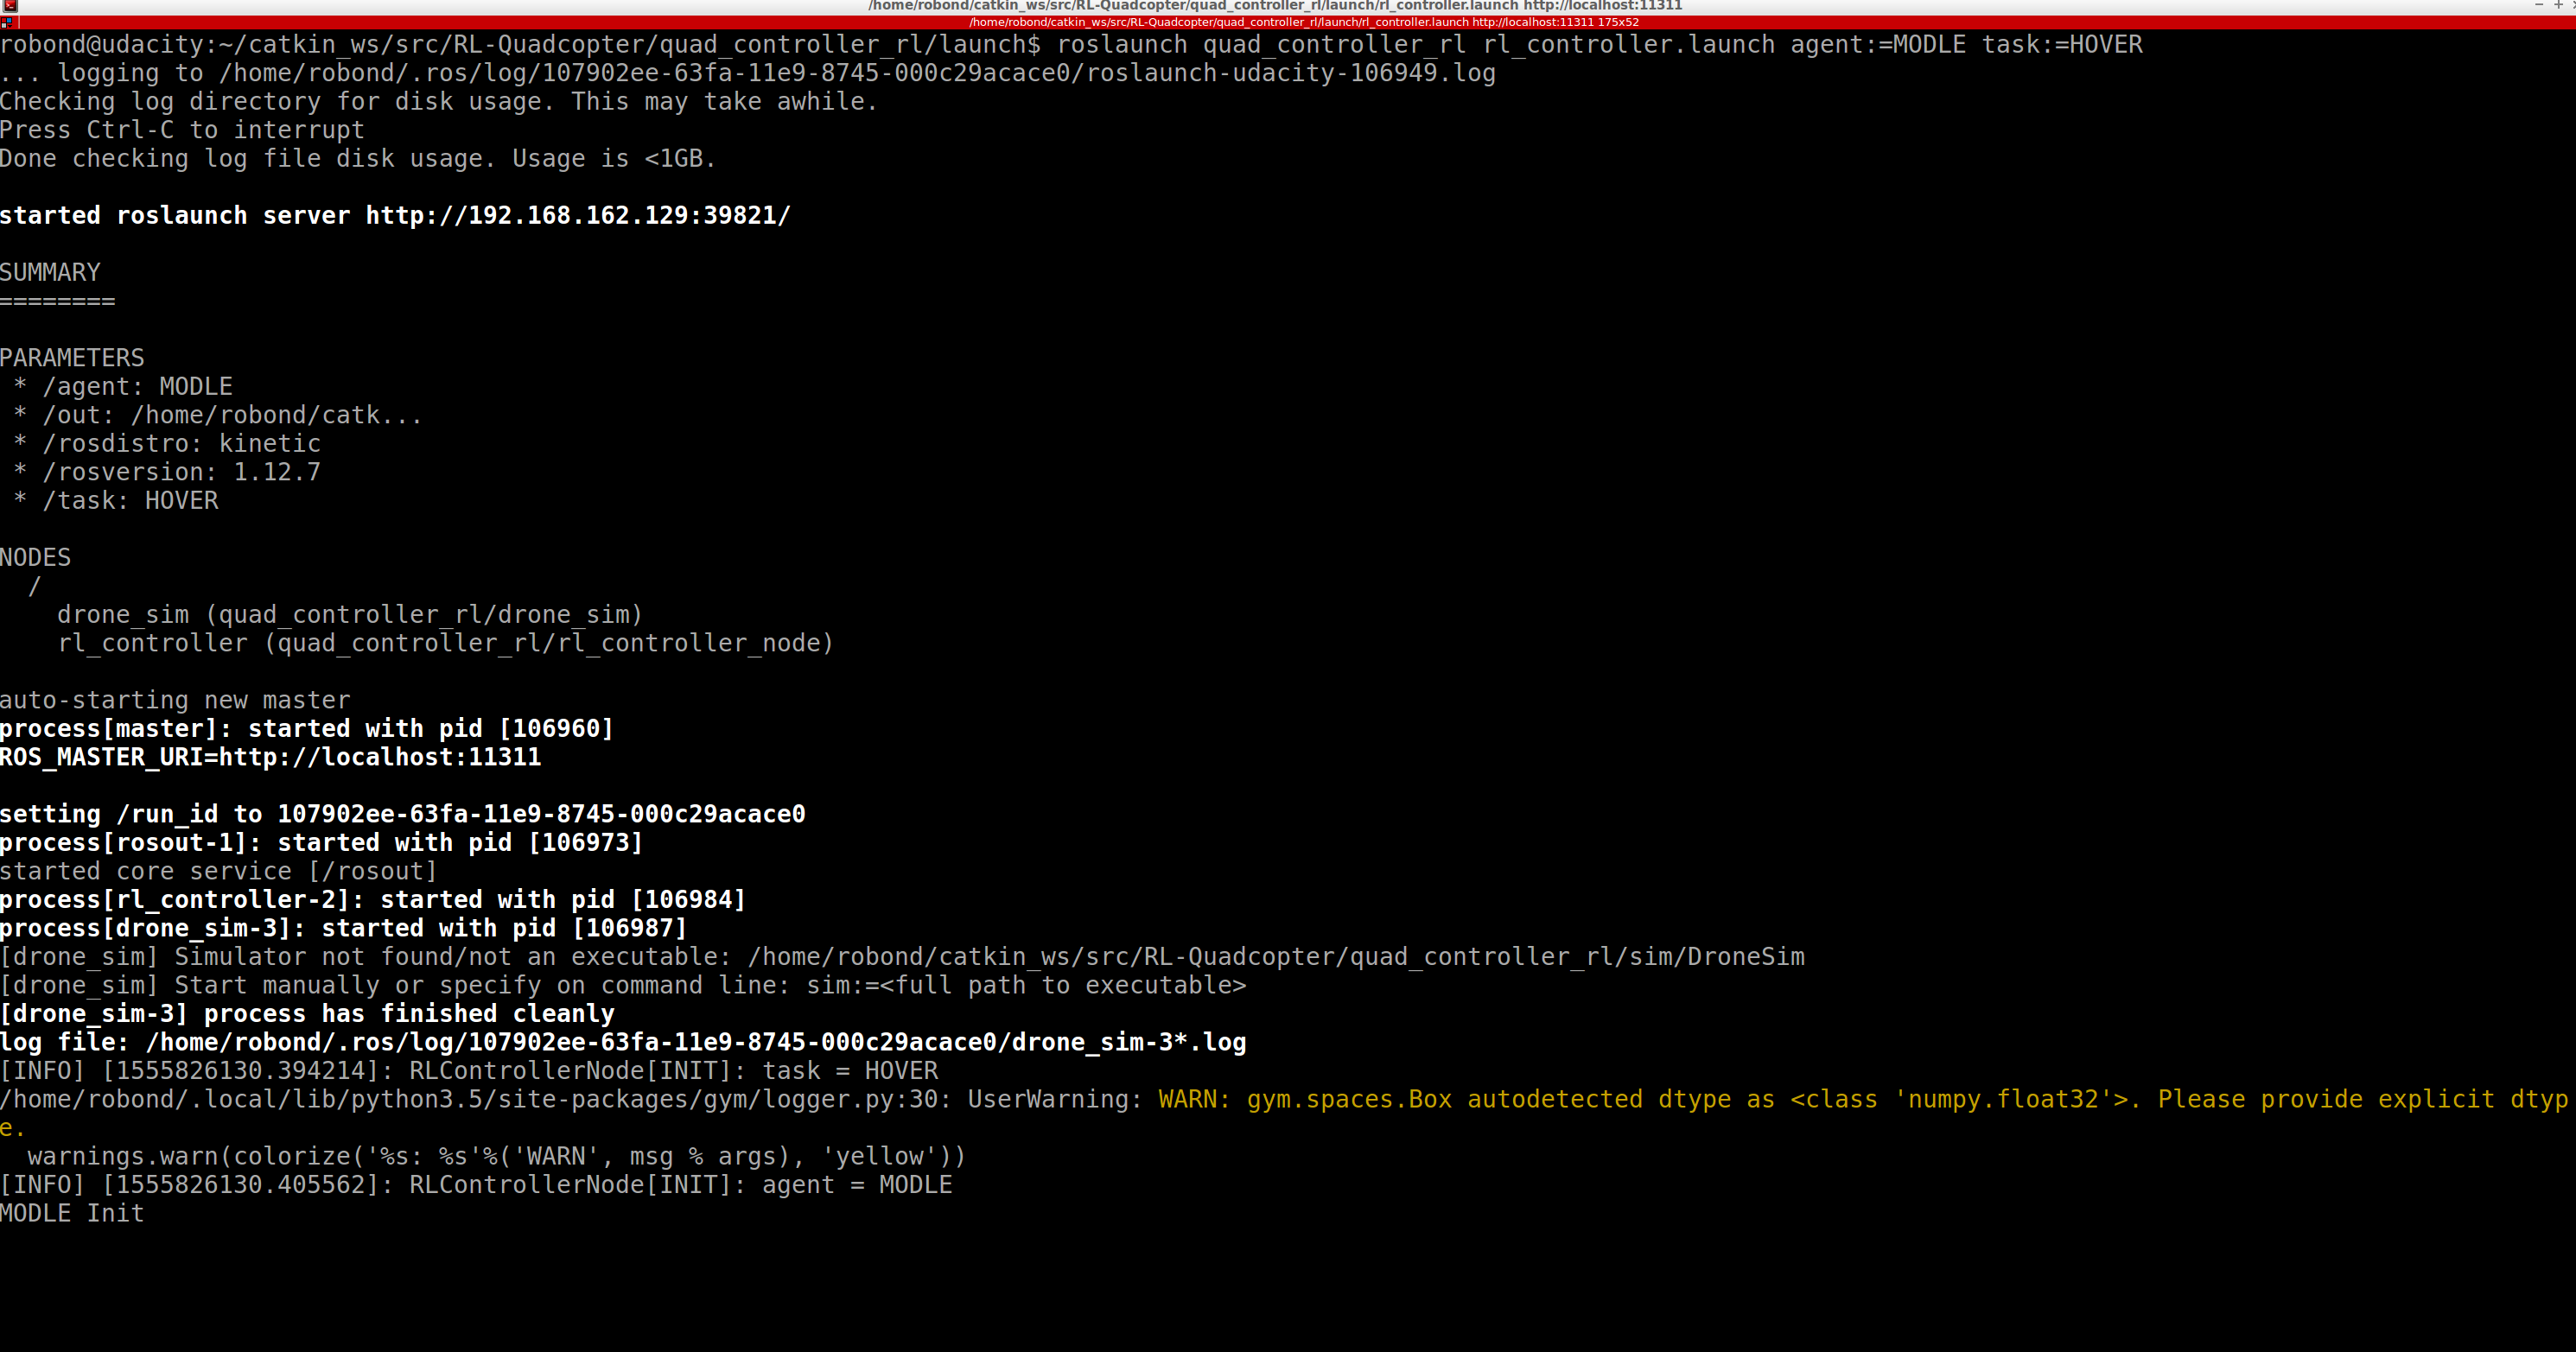 /home/robond/catkin_ws/src/RL-Quadcopter/quad_controller_rl/launch/rl_controller.launch http://localhost:11311
/home/robond/catkin_ws/src/RL-Quadcopter/quad_controller_rl/launch/rl_controller.launch http://localhost:11311 175x52
robond@udacity:~/catkin_ws/src/RL-Quadcopter/quad_controller_rl/launch$ roslaunch quad_controller_rl rl_controller.launch agent:=MODLE task:=HOVER
... logging to /home/robond/.ros/log/107902ee-63fa-11e9-8745-000c29acace0/roslaunch-udacity-106949.log
Checking log directory for disk usage. This may take awhile.
Press Ctrl-C to interrupt
Done checking log file disk usage. Usage is <1GB.
started roslaunch server http://192.168.162.129:39821/
SUMMARY
========
PARAMETERS
 * /agent: MODLE
 * /out: /home/robond/catk...
 * /rosdistro: kinetic
 * /rosversion: 1.12.7
 * /task: HOVER
NODES
  /
    drone_sim (quad_controller_rl/drone_sim)
    rl_controller (quad_controller_rl/rl_controller_node)
auto-starting new master
process[master]: started with pid [106960]
ROS_MASTER_URI=http://localhost:11311
setting /run_id to 107902ee-63fa-11e9-8745-000c29acace0
process[rosout-1]: started with pid [106973]
started core service [/rosout]
process[rl_controller-2]: started with pid [106984]
process[drone_sim-3]: started with pid [106987]
[drone_sim] Simulator not found/not an executable: /home/robond/catkin_ws/src/RL-Quadcopter/quad_controller_rl/sim/DroneSim
[drone_sim] Start manually or specify on command line: sim:=<full path to executable>
[drone_sim-3] process has finished cleanly
log file: /home/robond/.ros/log/107902ee-63fa-11e9-8745-000c29acace0/drone_sim-3*.log
[INFO] [1555826130.394214]: RLControllerNode[INIT]: task = HOVER
/home/robond/.local/lib/python3.5/site-packages/gym/logger.py:30: UserWarning: WARN: gym.spaces.Box autodetected dtype as <class 'numpy.float32'>. Please provide explicit dtyp
e.
  warnings.warn(colorize('%s: %s'%('WARN', msg % args), 'yellow'))
[INFO] [1555826130.405562]: RLControllerNode[INIT]: agent = MODLE
MODLE Init